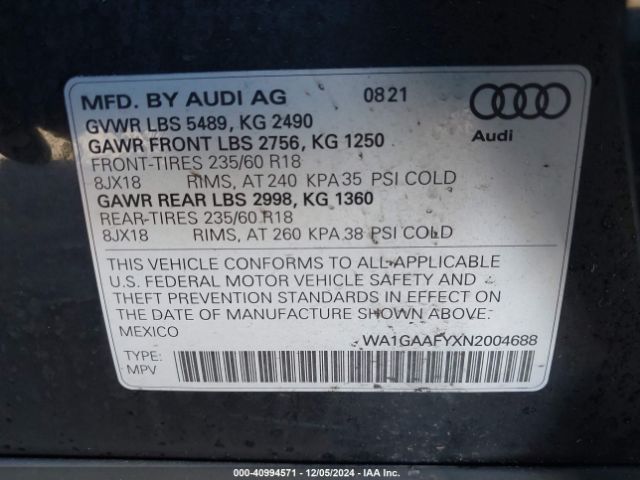 MFD. BY AUDI AG 0821
GVWR LBS 5489, KG 2490
GAWR FRONT LBS 2756, KG 1250
FRONT-TIRES 235/60 R18
8JX18 RIMS, AT 240 KPA 35 PSI COLD
GAWR REAR LBS 2998, KG 1360
REAR-TIRES 235/60 R18
8JX18 RIMS, AT 260 KPA 38 PSI COLD
Audi
THIS VEHICLE CONFORMS TO ALL APPLICABLE
U.S. FEDERAL MOTOR VEHICLE SAFETY AND
THEFT PREVENTION STANDARDS IN EFFECT ON
THE DATE OF MANUFACTURE SHOWN ABOVE.
MEXICO
WA1GAAFYXN2004688
TYPE:
MPV
000-40994571 - 12/05/2024 - IAA Inc.